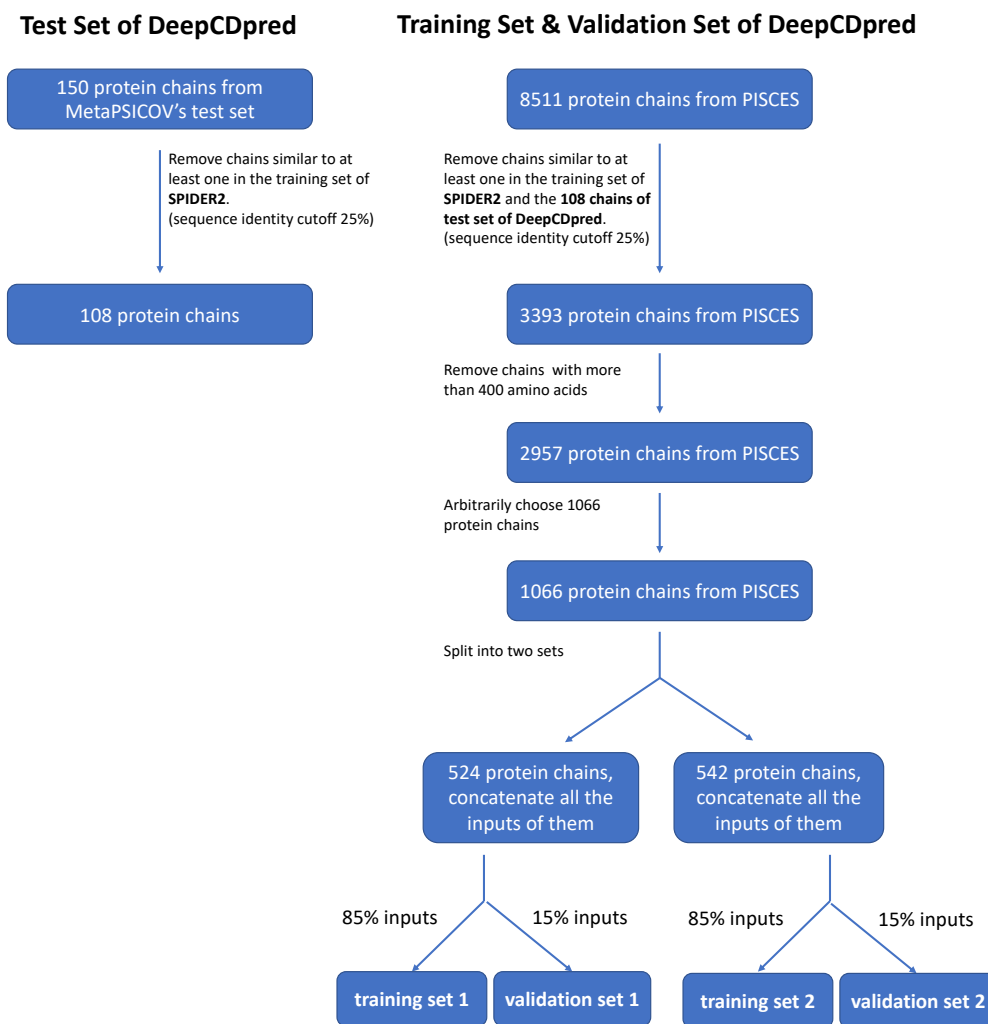 Test Set of DeepCDpred
150 protein chains from
MetaPSICOV's test set
Remove chains similar to at
least one in the training set of
SPIDER2.
(sequence identity cutoff 25%)
108 protein chains
Training Set & Validation Set of DeepCDpred
8511 protein chains from PISCES
Remove chains similar to at
least one in the training set of
SPIDER2 and the 108 chains of
test set of DeepCDpred.
(sequence identity cutoff 25%)
3393 protein chains from PISCES
Remove chains with more
than 400 amino acids
2957 protein chains from PISCES
Arbitrarily choose 1066
protein chains
1066 protein chains from PISCES
Split into two sets
524 protein chains,
concatenate all the
inputs of them
542 protein chains,
concatenate all the
inputs of them
85% inputs
15% inputs
85% inputs
15% inputs
training set 1
validation set 1
training set 2
validation set 2